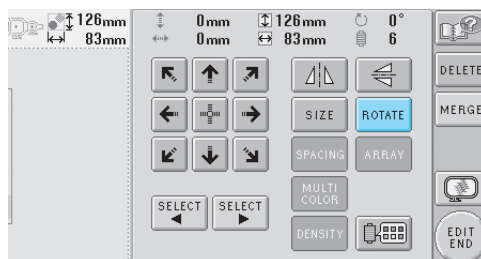 126mm 0mm 126mm 0°
83mm 0mm 83mm 6
DELETE
SIZE ROTATE MERGE
SPACING ARRAY
MULTI
COLOR
SELECT SELECT
DENSITY
EDIT
END